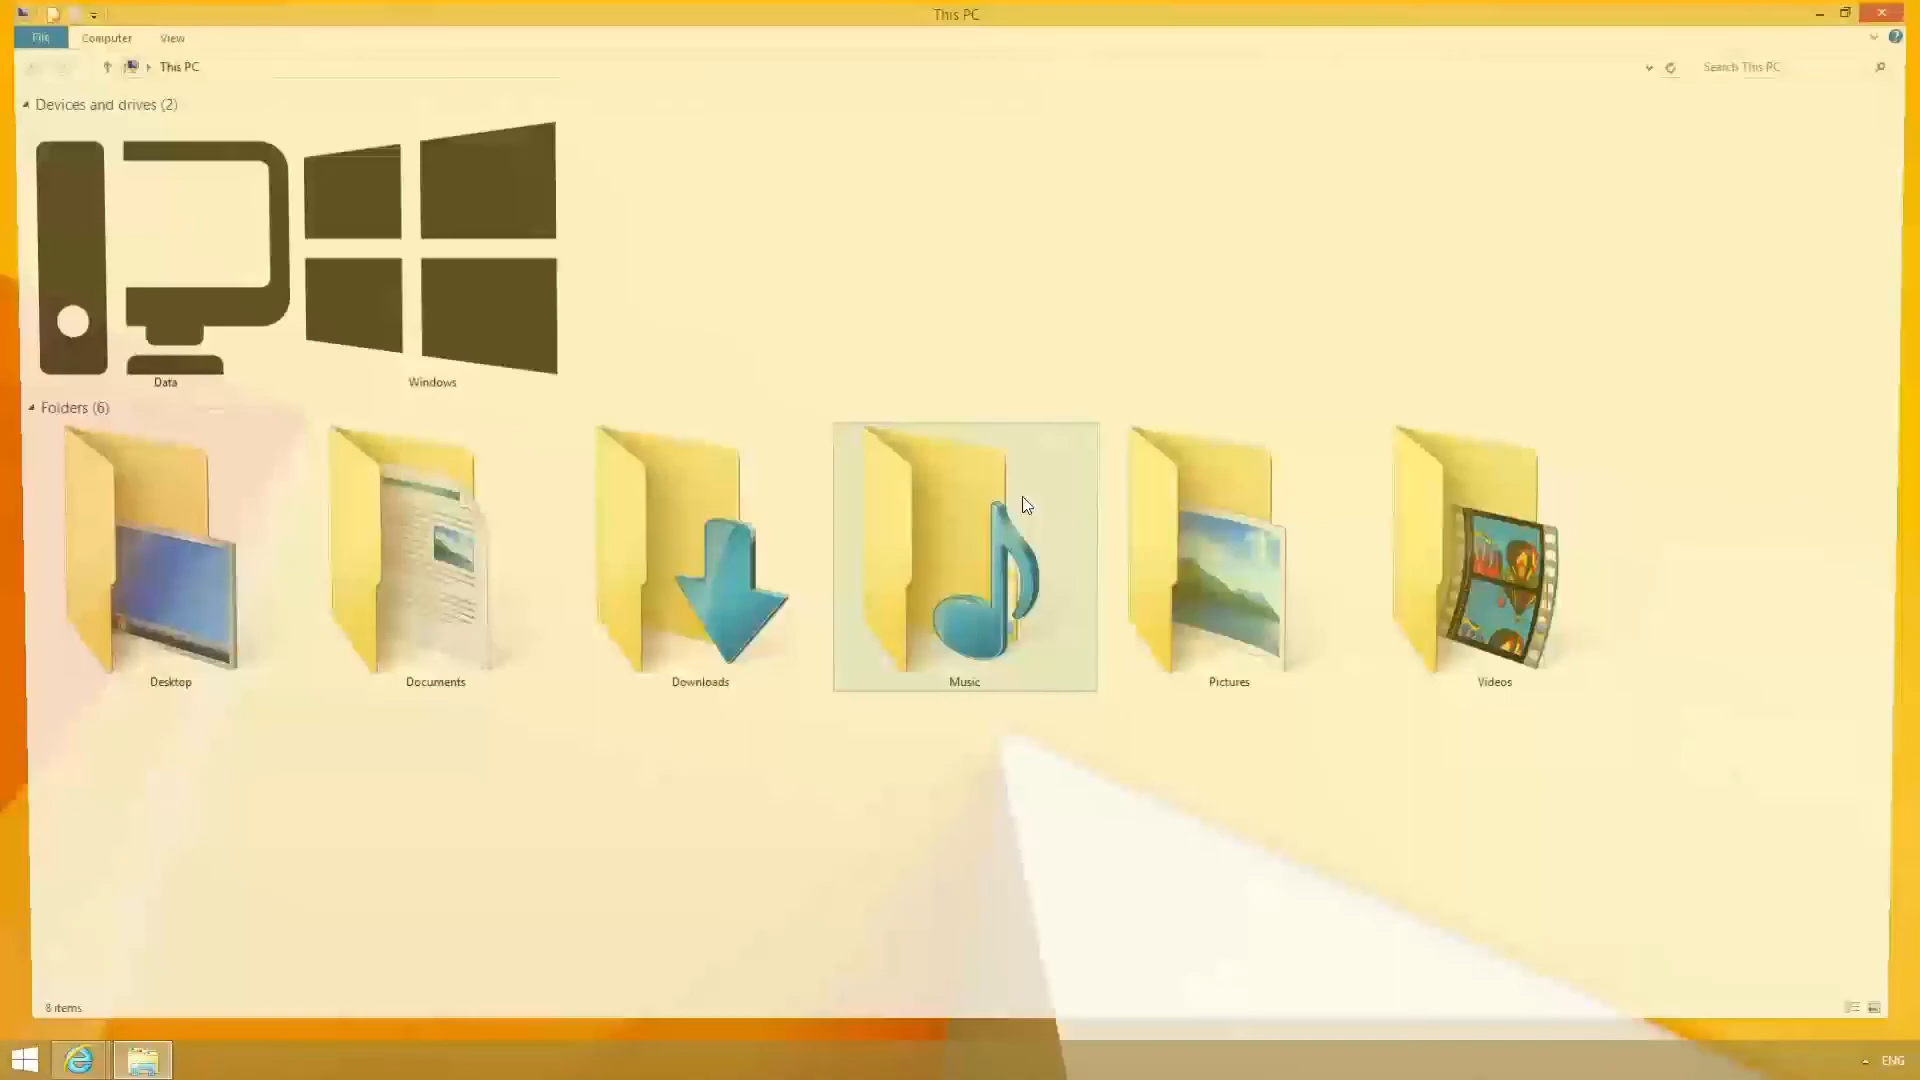 This PC
File Computer View
This PC
Search This PC
Devices and drives (2)
Data Windows
Folders (6)
Desktop Documents Downloads Music Pictures Videos
8 items
ENG